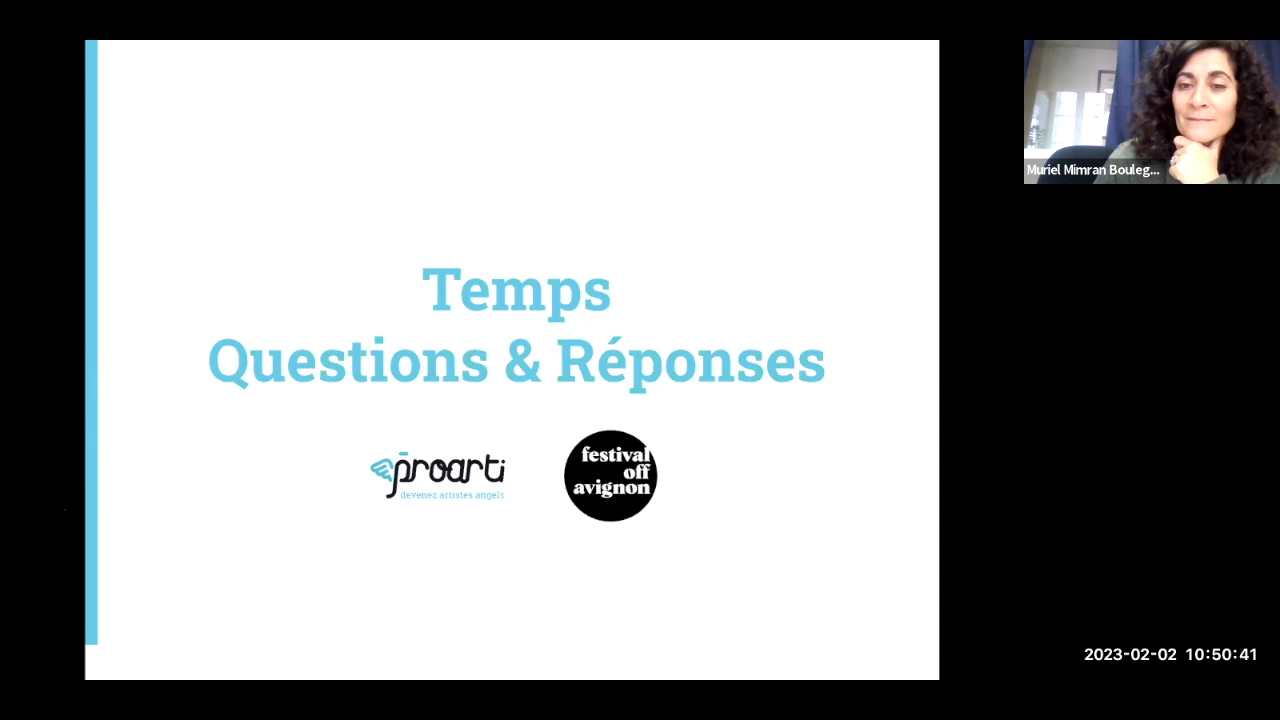 Temps
Questions & Réponses
proarti
devenez artistes angels
festival
off
avignon
Muriel Mimran Bouleg...
2023-02-02 10:50:41